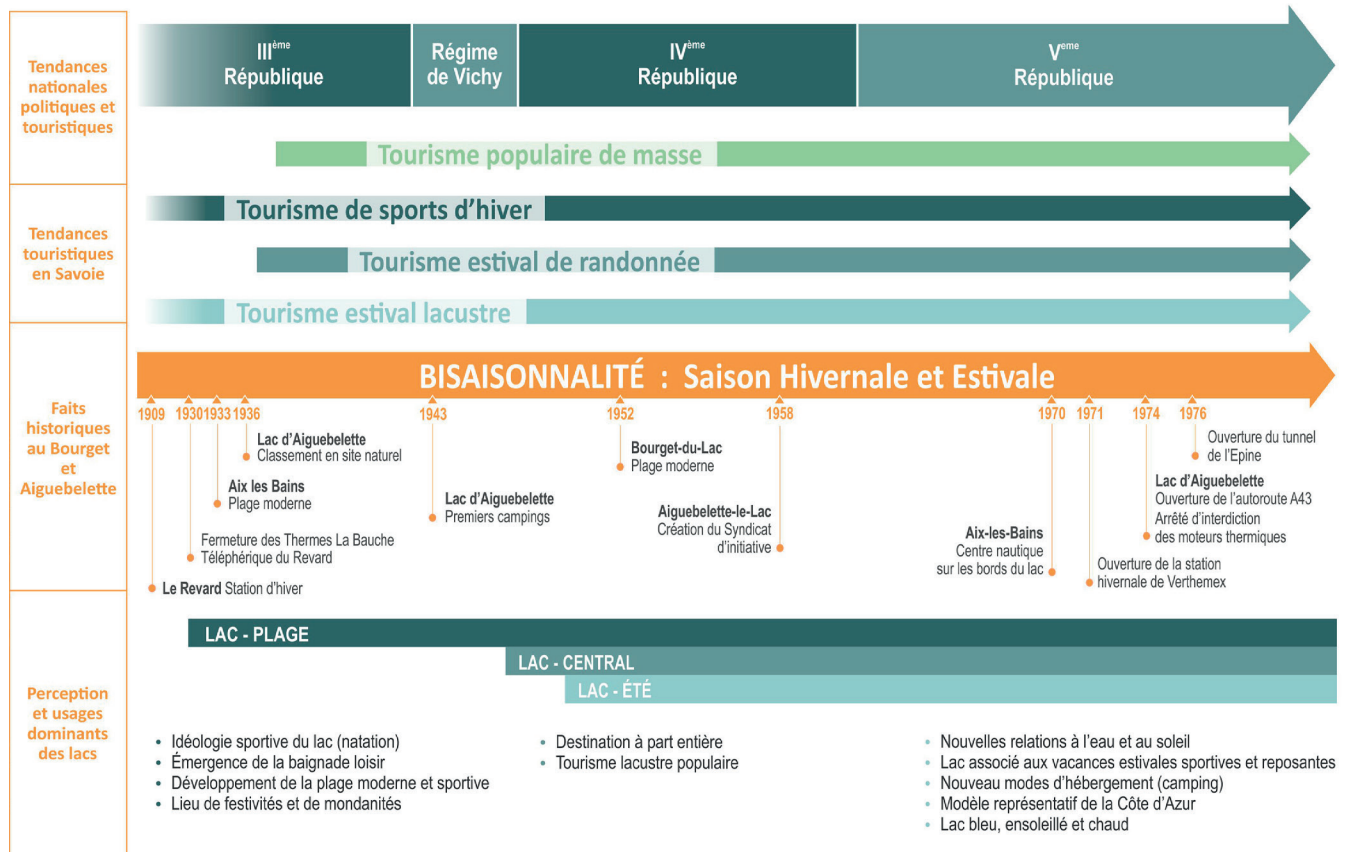 Tendances
nationales
politiques et
touristiques
IIIème
République
Régime
de Vichy
IVème
République
Veme
République
Tourisme populaire de masse
Tendances
touristiques
en Savoie
Tourisme de sports d'hiver
Tourisme estival de randonnée
Tourisme estival lacustre
Faits
historiques
au Bourget
et
Aiguebelette
BISAISONNALITÉ : Saison Hivernale et Estivale
1909 1930 1933 1936 1943 1952 1958 1970 1971 1974 1976
Le Revard Station d'hiver
Fermeture des Thermes La Bauche
Téléphérique du Revard
Aix les Bains
Plage moderne
Lac d'Aiguebelette
Classement en site naturel
Lac d'Aiguebelette
Premiers campings
Bourget-du-Lac
Plage moderne
Aiguebelette-le-Lac
Création du Syndicat
d'initiative
Aix-les-Bains
Centre nautique
sur les bords du lac
Ouverture de la station
hivernale de Verthemex
Lac d'Aiguebelette
Ouverture de l'autoroute A43
Arrêté d'interdiction
des moteurs thermiques
Ouverture du tunnel
de l'Epine
Perception
et usages
dominants
des lacs
LAC - PLAGE
LAC - CENTRAL
LAC - ÉTÉ
• Idéologie sportive du lac (natation)
• Émergence de la baignade loisir
• Développement de la plage moderne et sportive
• Lieu de festivités et de mondanités
• Destination à part entière
• Tourisme lacustre populaire
• Nouvelles relations à l'eau et au soleil
• Lac associé aux vacances estivales sportives et reposantes
• Nouveau modes d'hébergement (camping)
• Modèle représentatif de la Côte d'Azur
• Lac bleu, ensoleillé et chaud